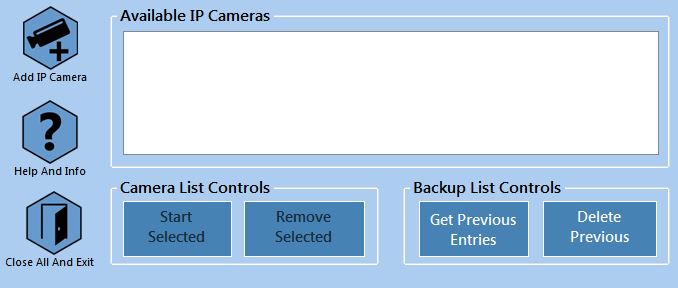 Add IP Camera
Help And Info
Close All And Exit
Available IP Cameras
Camera List Controls
Start
Selected
Remove
Selected
Backup List Controls
Get Previous
Entries
Delete
Previous